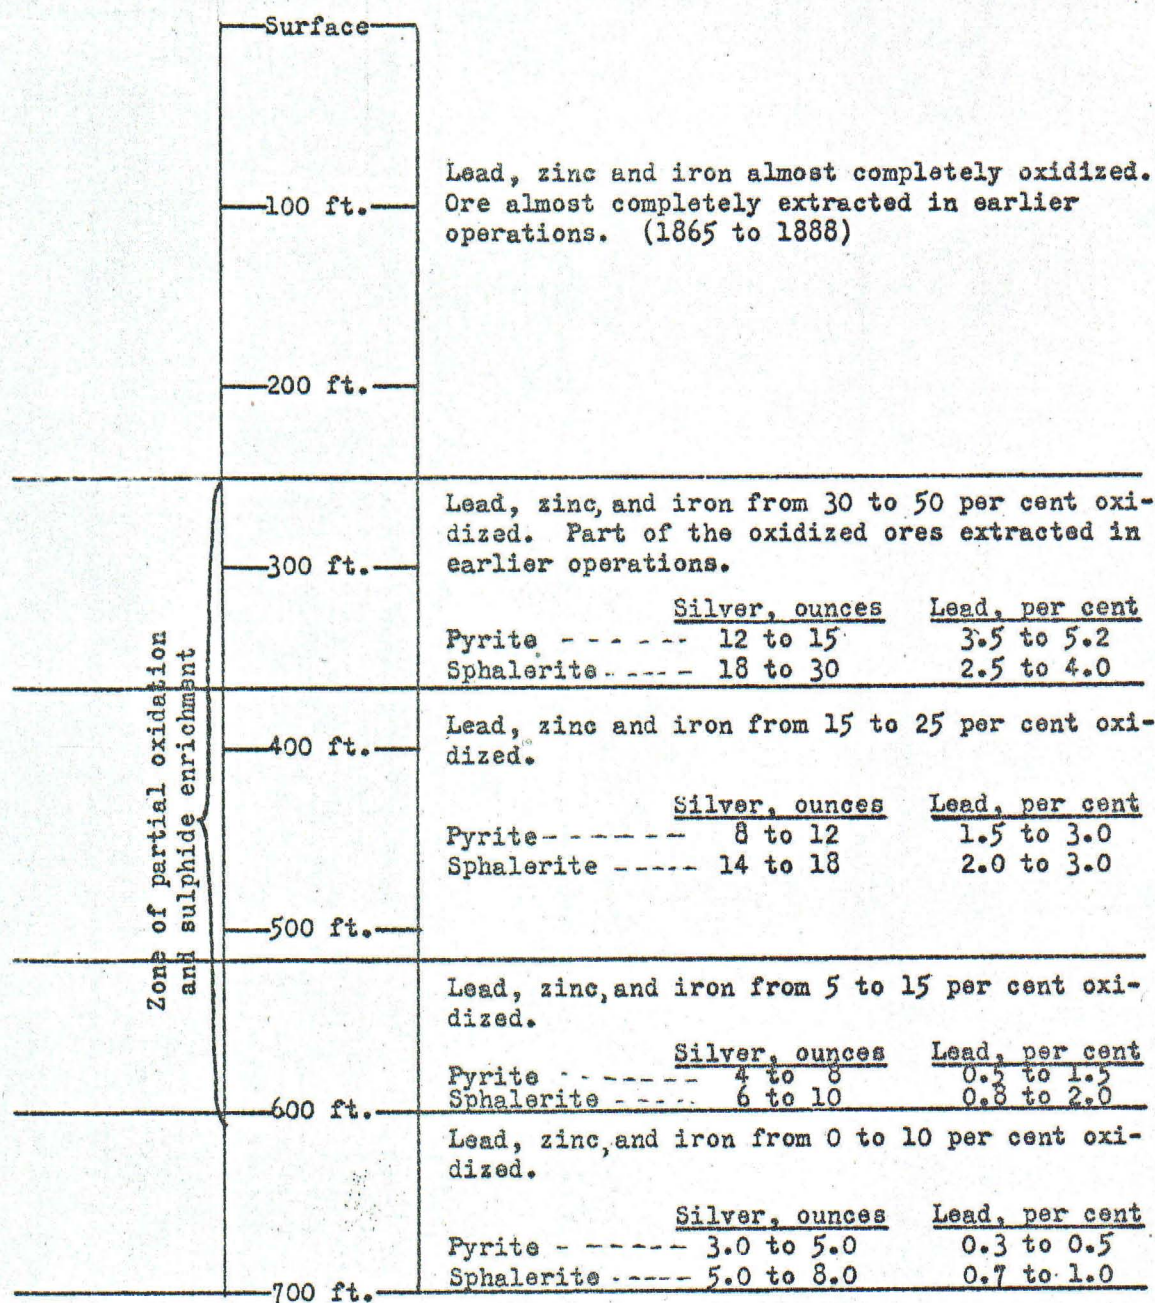 Surface
Lead, zinc and iron almost completely oxidized.
100 ft.
Ore almost completely extracted in earlier
operations. (1865 to 1888)
200 ft.
Zone of partial oxidation
and sulphide enrichment
Lead, zinc, and iron from 30 to 50 per cent oxi-
dized. Part of the oxidized ores extracted in
300 ft.
earlier operations.
Silver, ounces Lead, per cent
Pyrite - - - - -- 12 to 15 3.5 to 5.2
Sphalerite - ---- 18 to 30 2.5 to 4.0
Lead, zinc and iron from 15 to 25 per cent oxi-
400 ft.
dized.
Silver, ounces Lead, per cent
Pyrite- - - - - -- 8 to 12 1.5 to 3.0
Sphalerite ----- 14 to 18 2.0 to 3.0
500 ft.
Lead, zinc, and iron from 5 to 15 per cent oxi-
dized.
Silver, ounces Lead, per cent
Pyrite - - ----- 4 to 8 0.5 to 1.5
Sphalerite - ---- 6 to 10 0.8 to 2.0
600 ft.
Lead, zinc, and iron from 0 to 10 per cent oxi-
dized.
Silver, ounces Lead, per cent
Pyrite - ----- 3.0 to 5.0 0.3 to 0.5
Sphalerite ----- 5.0 to 8.0 0.7 to 1.0
700 ft.